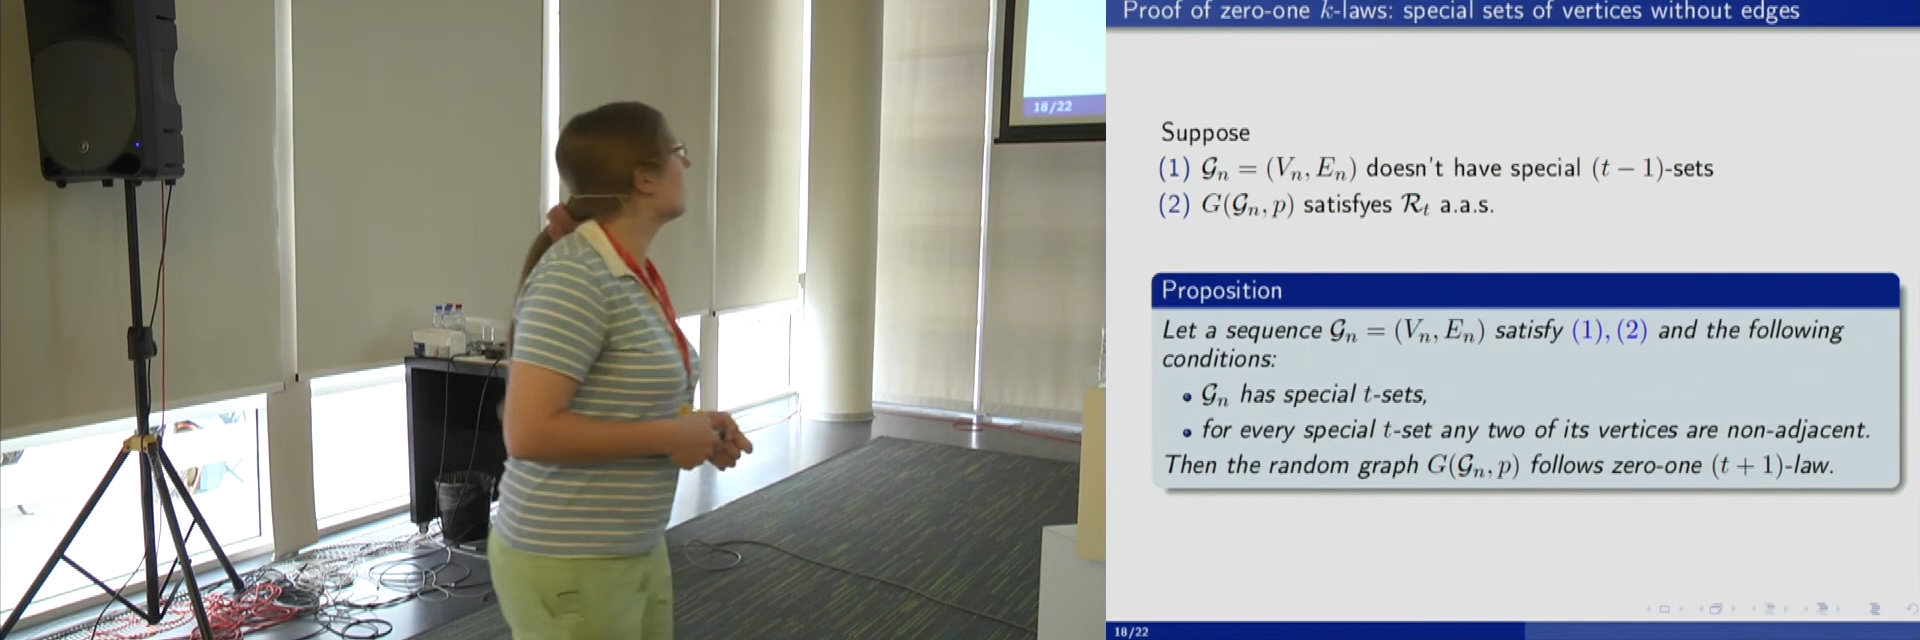 18/22
Proof of zero-one k-laws: special sets of vertices without edges
Suppose
(1) 𝒢ₙ = (Vₙ, Eₙ) doesn't have special (t − 1)-sets
(2) G(𝒢ₙ, p) satisfyes ℛₜ a.a.s.
Proposition
Let a sequence 𝒢ₙ = (Vₙ, Eₙ) satisfy (1), (2) and the following
conditions:
• 𝒢ₙ has special t-sets,
• for every special t-set any two of its vertices are non-adjacent.
Then the random graph G(𝒢ₙ, p) follows zero-one (t + 1)-law.
18/22